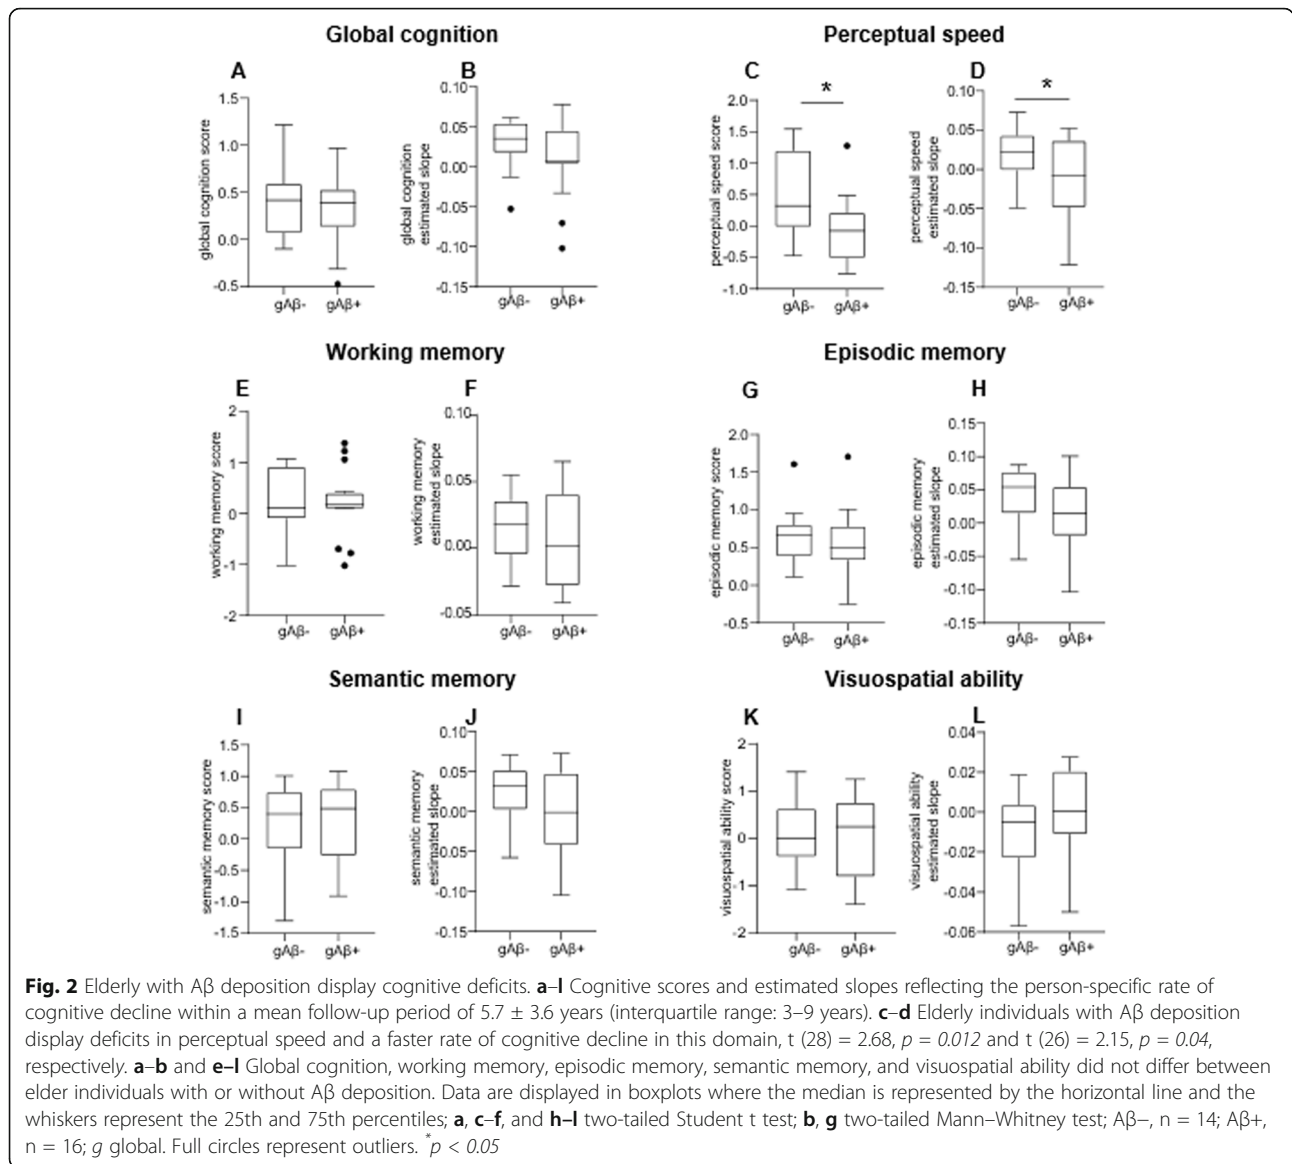 Global cognition
Perceptual speed
A
B
C
D
global cognition score
1.5
1.0
0.5
0.0
-0.5
gAβ-
gAβ+
global cognition
estimated slope
0.10
0.05
0.00
-0.05
-0.10
-0.15
gAβ-
gAβ+
perceptual speed score
2.0
1.5
1.0
0.5
0.0
-0.5
-1.0
*
gAβ-
gAβ+
perceptual speed
estimated slope
0.10
0.05
0.00
-0.05
-0.10
-0.15
*
gAβ-
gAβ+
Working memory
Episodic memory
E
F
G
H
working memory score
2
1
0
-1
-2
gAβ-
gAβ+
working memory
estimated slope
0.10
0.05
0.00
-0.05
gAβ-
gAβ+
episodic memory score
2.0
1.5
1.0
0.5
0.0
-0.5
gAβ-
gAβ+
episodic memory
estimated slope
0.15
0.10
0.05
0.00
-0.05
-0.10
-0.15
gAβ-
gAβ+
Semantic memory
Visuospatial ability
I
J
K
L
semantic memory score
1.5
1.0
0.5
0.0
-0.5
-1.0
-1.5
gAβ-
gAβ+
semantic memory
estimated slope
0.10
0.05
0.00
-0.05
-0.10
-0.15
gAβ-
gAβ+
visuospatial ability score
2
1
0
-1
-2
gAβ-
gAβ+
visuospatial ability
estimated slope
0.04
0.02
0.00
-0.02
-0.04
-0.06
gAβ-
gAβ+
Fig. 2 Elderly with Aβ deposition display cognitive deficits. a–l Cognitive scores and estimated slopes reflecting the person-specific rate of
cognitive decline within a mean follow-up period of 5.7 ± 3.6 years (interquartile range: 3–9 years). c–d Elderly individuals with Aβ deposition
display deficits in perceptual speed and a faster rate of cognitive decline in this domain, t (28) = 2.68, p = 0.012 and t (26) = 2.15, p = 0.04,
respectively. a–b and e–l Global cognition, working memory, episodic memory, semantic memory, and visuospatial ability did not differ between
elder individuals with or without Aβ deposition. Data are displayed in boxplots where the median is represented by the horizontal line and the
whiskers represent the 25th and 75th percentiles; a, c–f, and h–l two-tailed Student t test; b, g two-tailed Mann–Whitney test; Aβ−, n = 14; Aβ+,
n = 16; g global. Full circles represent outliers. *p < 0.05